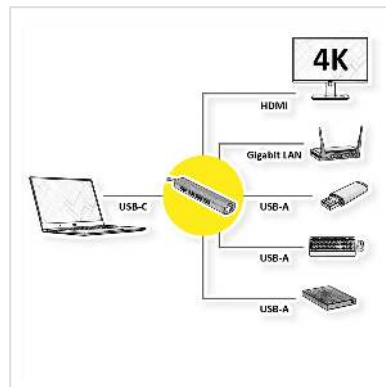 4K
HDMI
Gigabit LAN
USB-C
USB-A
USB-A
USB-A